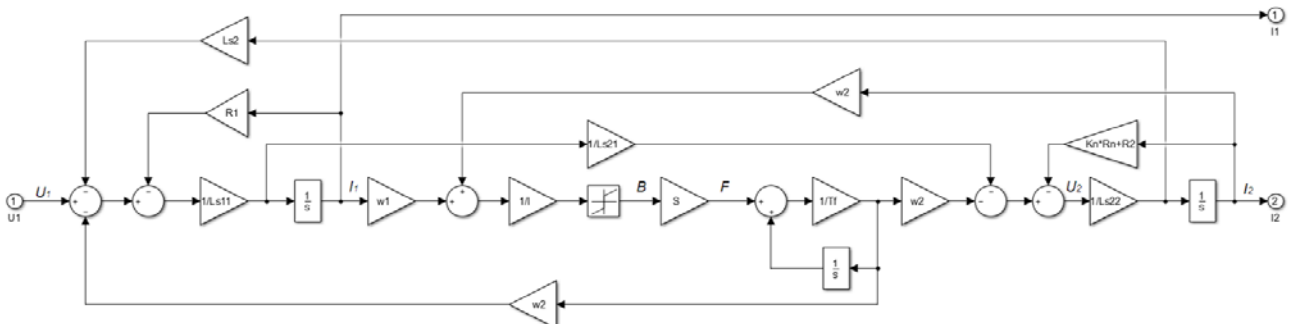 1
I1
Ls2
w2
R1
1/Ls21
Kn*Rn+R2
U1
I1
B
F
U2
I2
1
U1
1/Ls11
1
s
w1
1/l
S
1/Tf
w2
1/Ls22
1
s
2
I2
1
s
w2